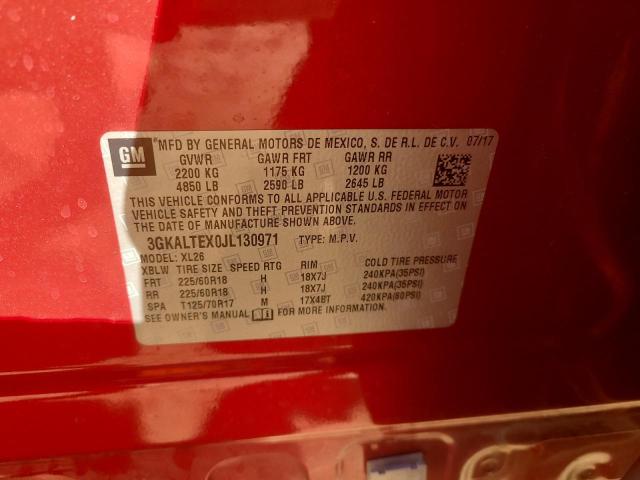 GM
*MFD BY GENERAL MOTORS DE MEXICO, S. DE R.L. DE C.V. 07/17
GVWR GAWR FRT GAWR RR
2200 KG 1175 KG 1200 KG
4850 LB 2590 LB 2645 LB
THIS VEHICLE CONFORMS TO ALL APPLICABLE U.S. FEDERAL MOTOR
VEHICLE SAFETY AND THEFT PREVENTION STANDARDS IN EFFECT ON
THE DATE OF MANUFACTURE SHOWN ABOVE.
3GKALTEX0JL130971 TYPE: M.P.V.
MODEL: XL26
XBLW TIRE SIZE SPEED RTG RIM COLD TIRE PRESSURE
FRT 225/60R18 H 18X7J 240KPA(35PSI)
RR 225/60R18 H 18X7J 240KPA(35PSI)
SPA T125/70R17 M 17X4BT 420KPA(60PSI)
SEE OWNER'S MANUAL FOR MORE INFORMATION.